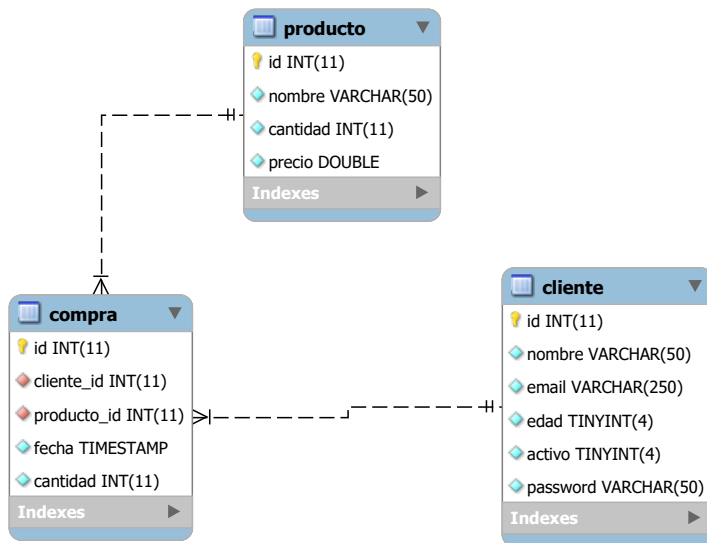 producto
id INT(11)
nombre VARCHAR(50)
cantidad INT(11)
precio DOUBLE
Indexes
compra
id INT(11)
cliente_id INT(11)
producto_id INT(11)
fecha TIMESTAMP
cantidad INT(11)
Indexes
cliente
id INT(11)
nombre VARCHAR(50)
email VARCHAR(250)
edad TINYINT(4)
activo TINYINT(4)
password VARCHAR(50)
Indexes